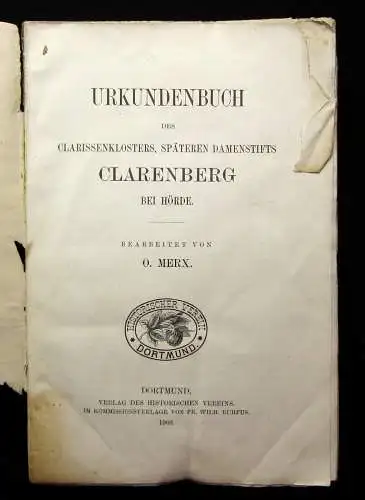 URKUNDENBUCH
DES
CLARISSENKLOSTERS, SPÄTEREN DAMENSTIFTS
CLARENBERG
BEI HÖRDE.
BEARBEITET VON
O. MERX.
HISTORISCHER VEREIN
DORTMUND.
DORTMUND.
VERLAG DES HISTORISCHEN VEREINS.
IM KOMMISSIONSVERLAGE VON FR. WILH. RUHFUS.
1908.